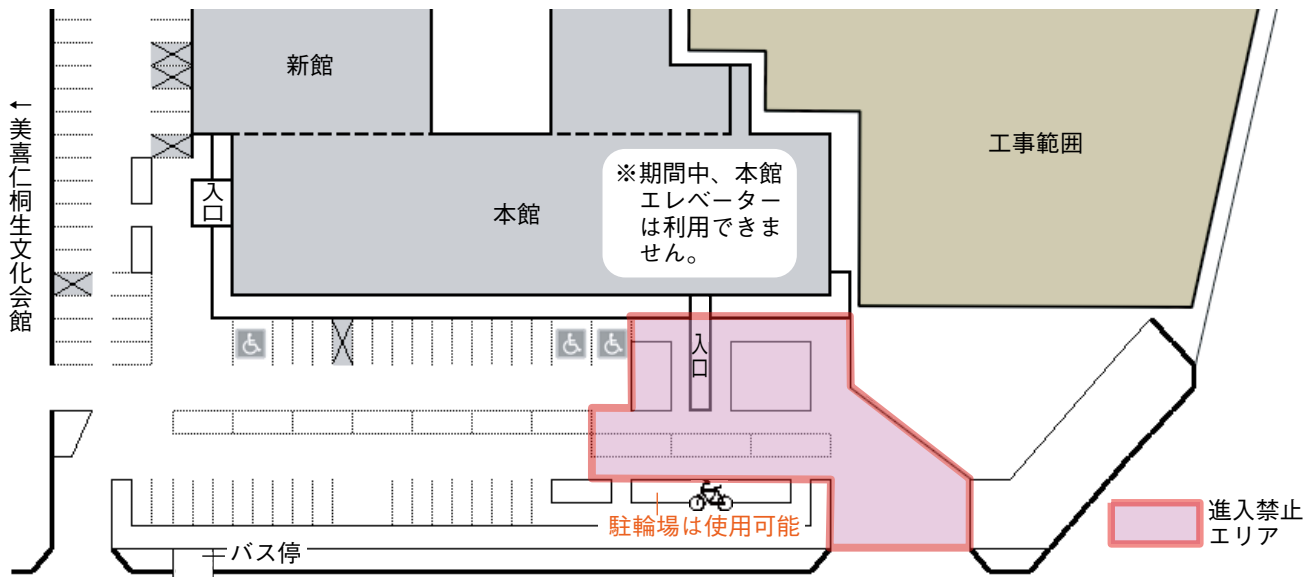 新館
工事範囲
←美喜仁桐生文化会館
※期間中、本館
エレベーター
は利用できま
せん。
入口
本館
入口
駐輪場は使用可能
進入禁止
エリア
バス停